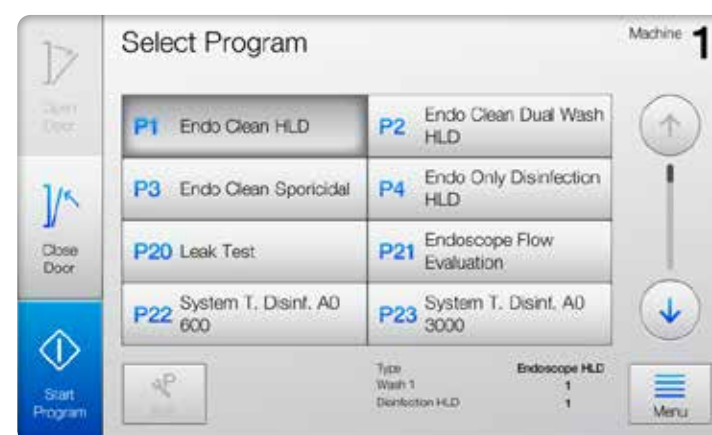 Select Program
Machine 1
Open
Door
P1 Endo Clean HLD
P2 Endo Clean Dual Wash
HLD
P3 Endo Clean Sporicidal
P4 Endo Only Disinfection
HLD
Close
Door
P20 Leak Test
P21 Endoscope Flow
Evaluation
P22 System T. Disinf. A0
600
P23 System T. Disinf. A0
3000
Start
Program
P
Type Endoscope HLD
Wash 1 1
Disinfection HLD 1
Menu